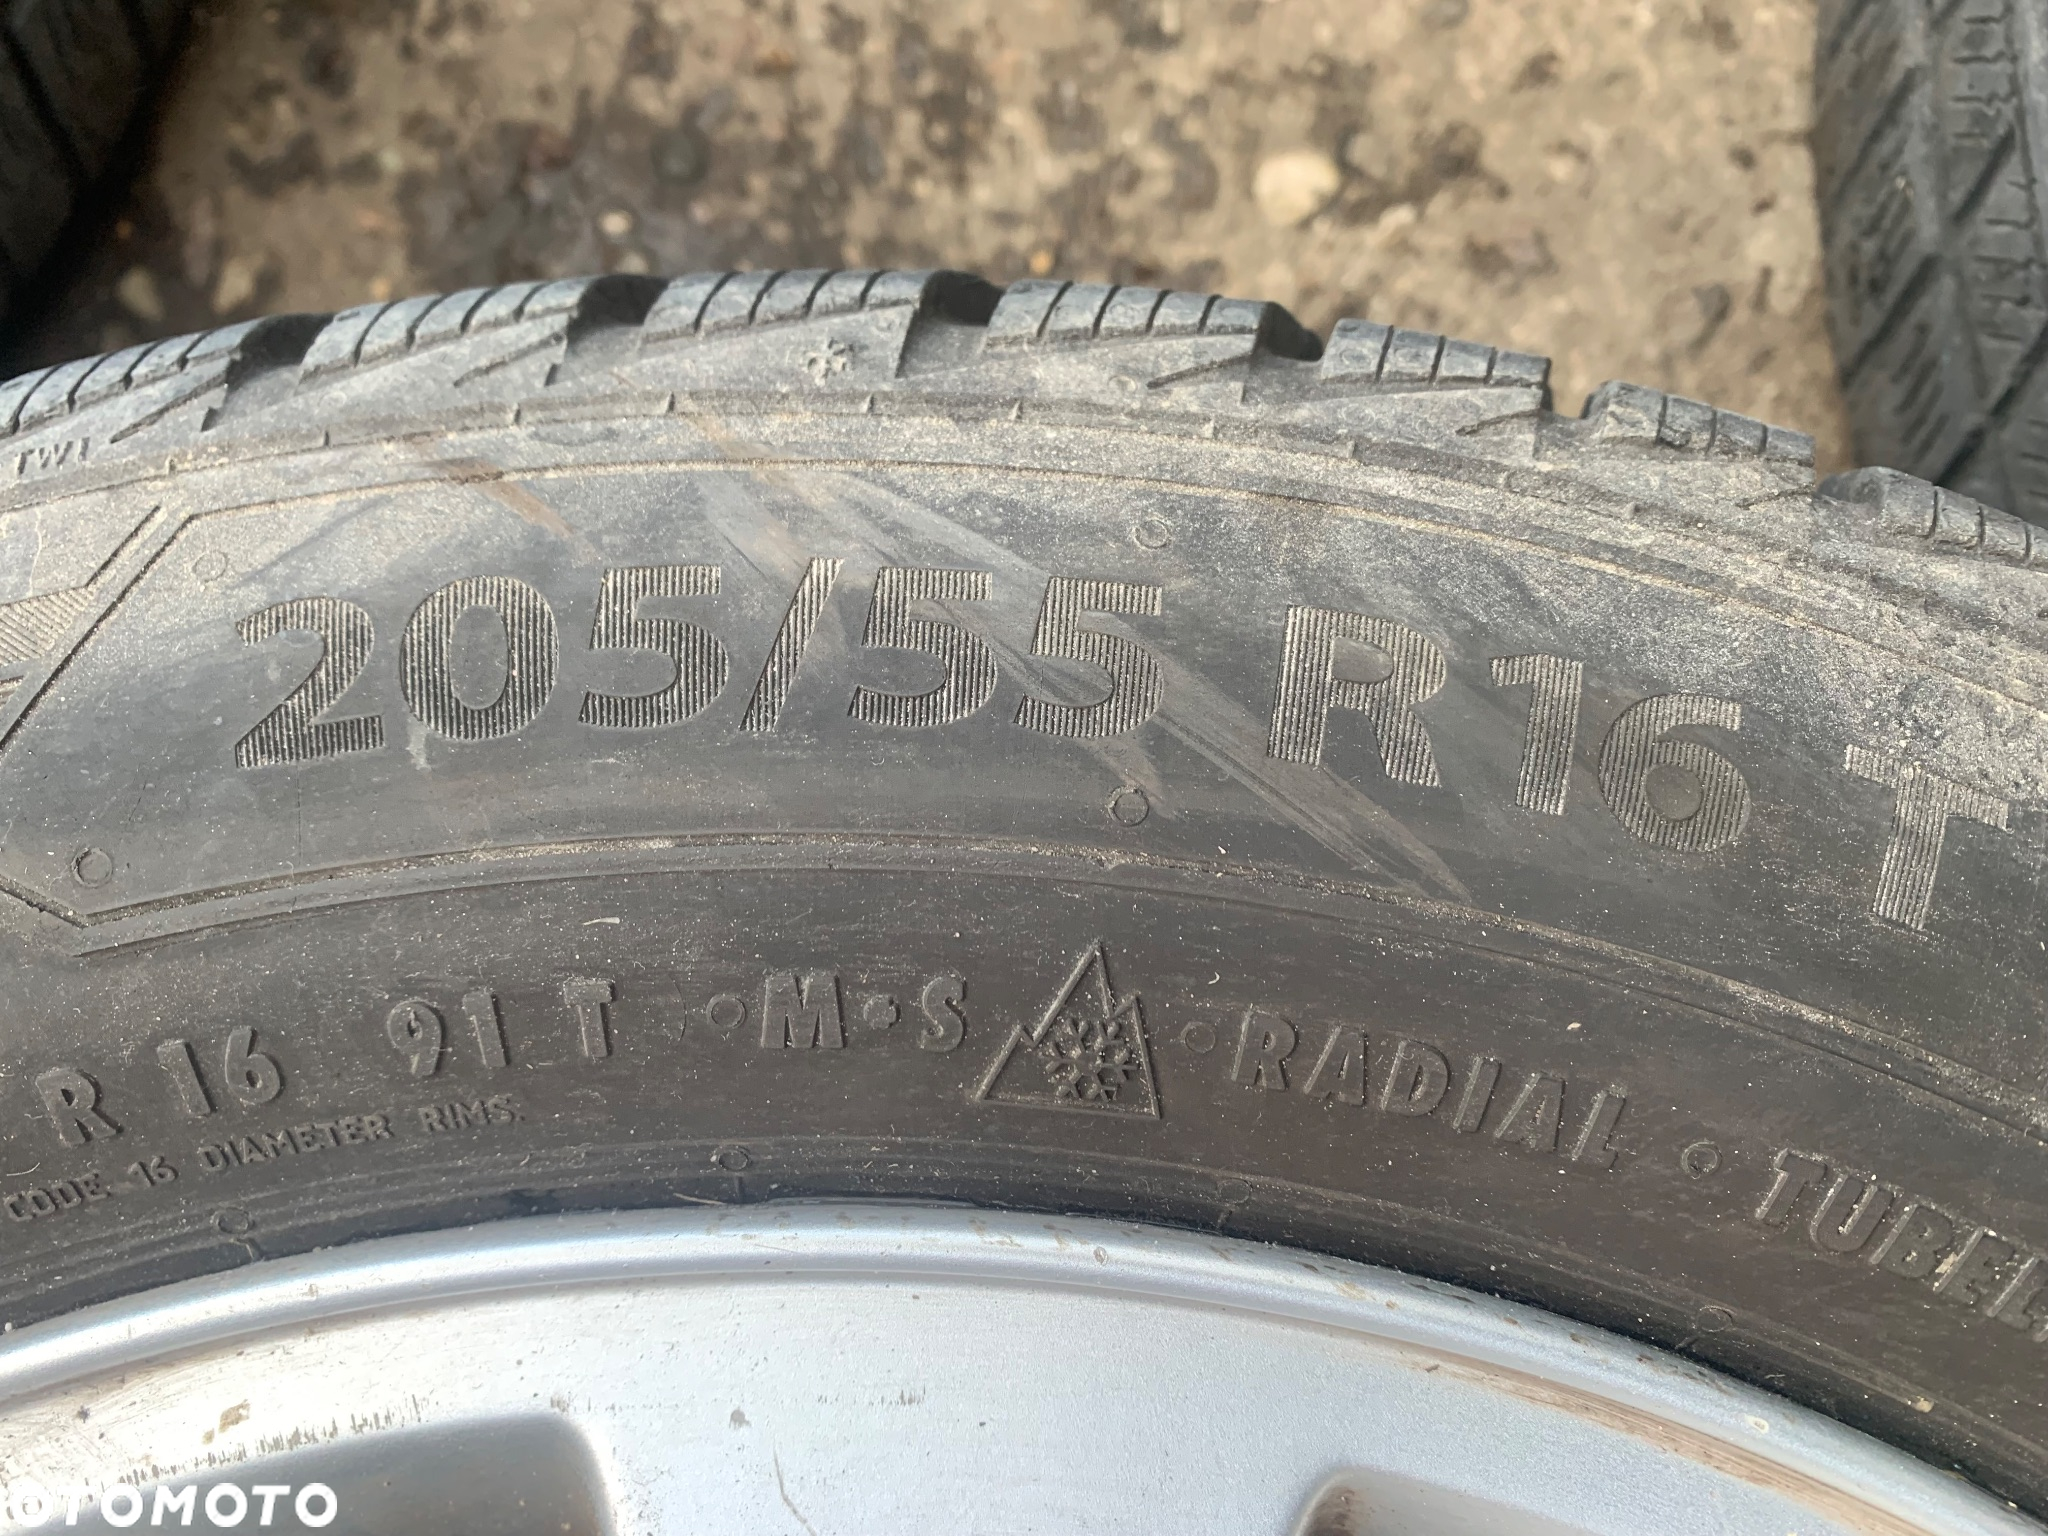 TWI
205/55 R16 T
R 16 91 T M·S RADIAL · TUBEL
CODE 16 DIAMETER RIMS.
OTOMOTO